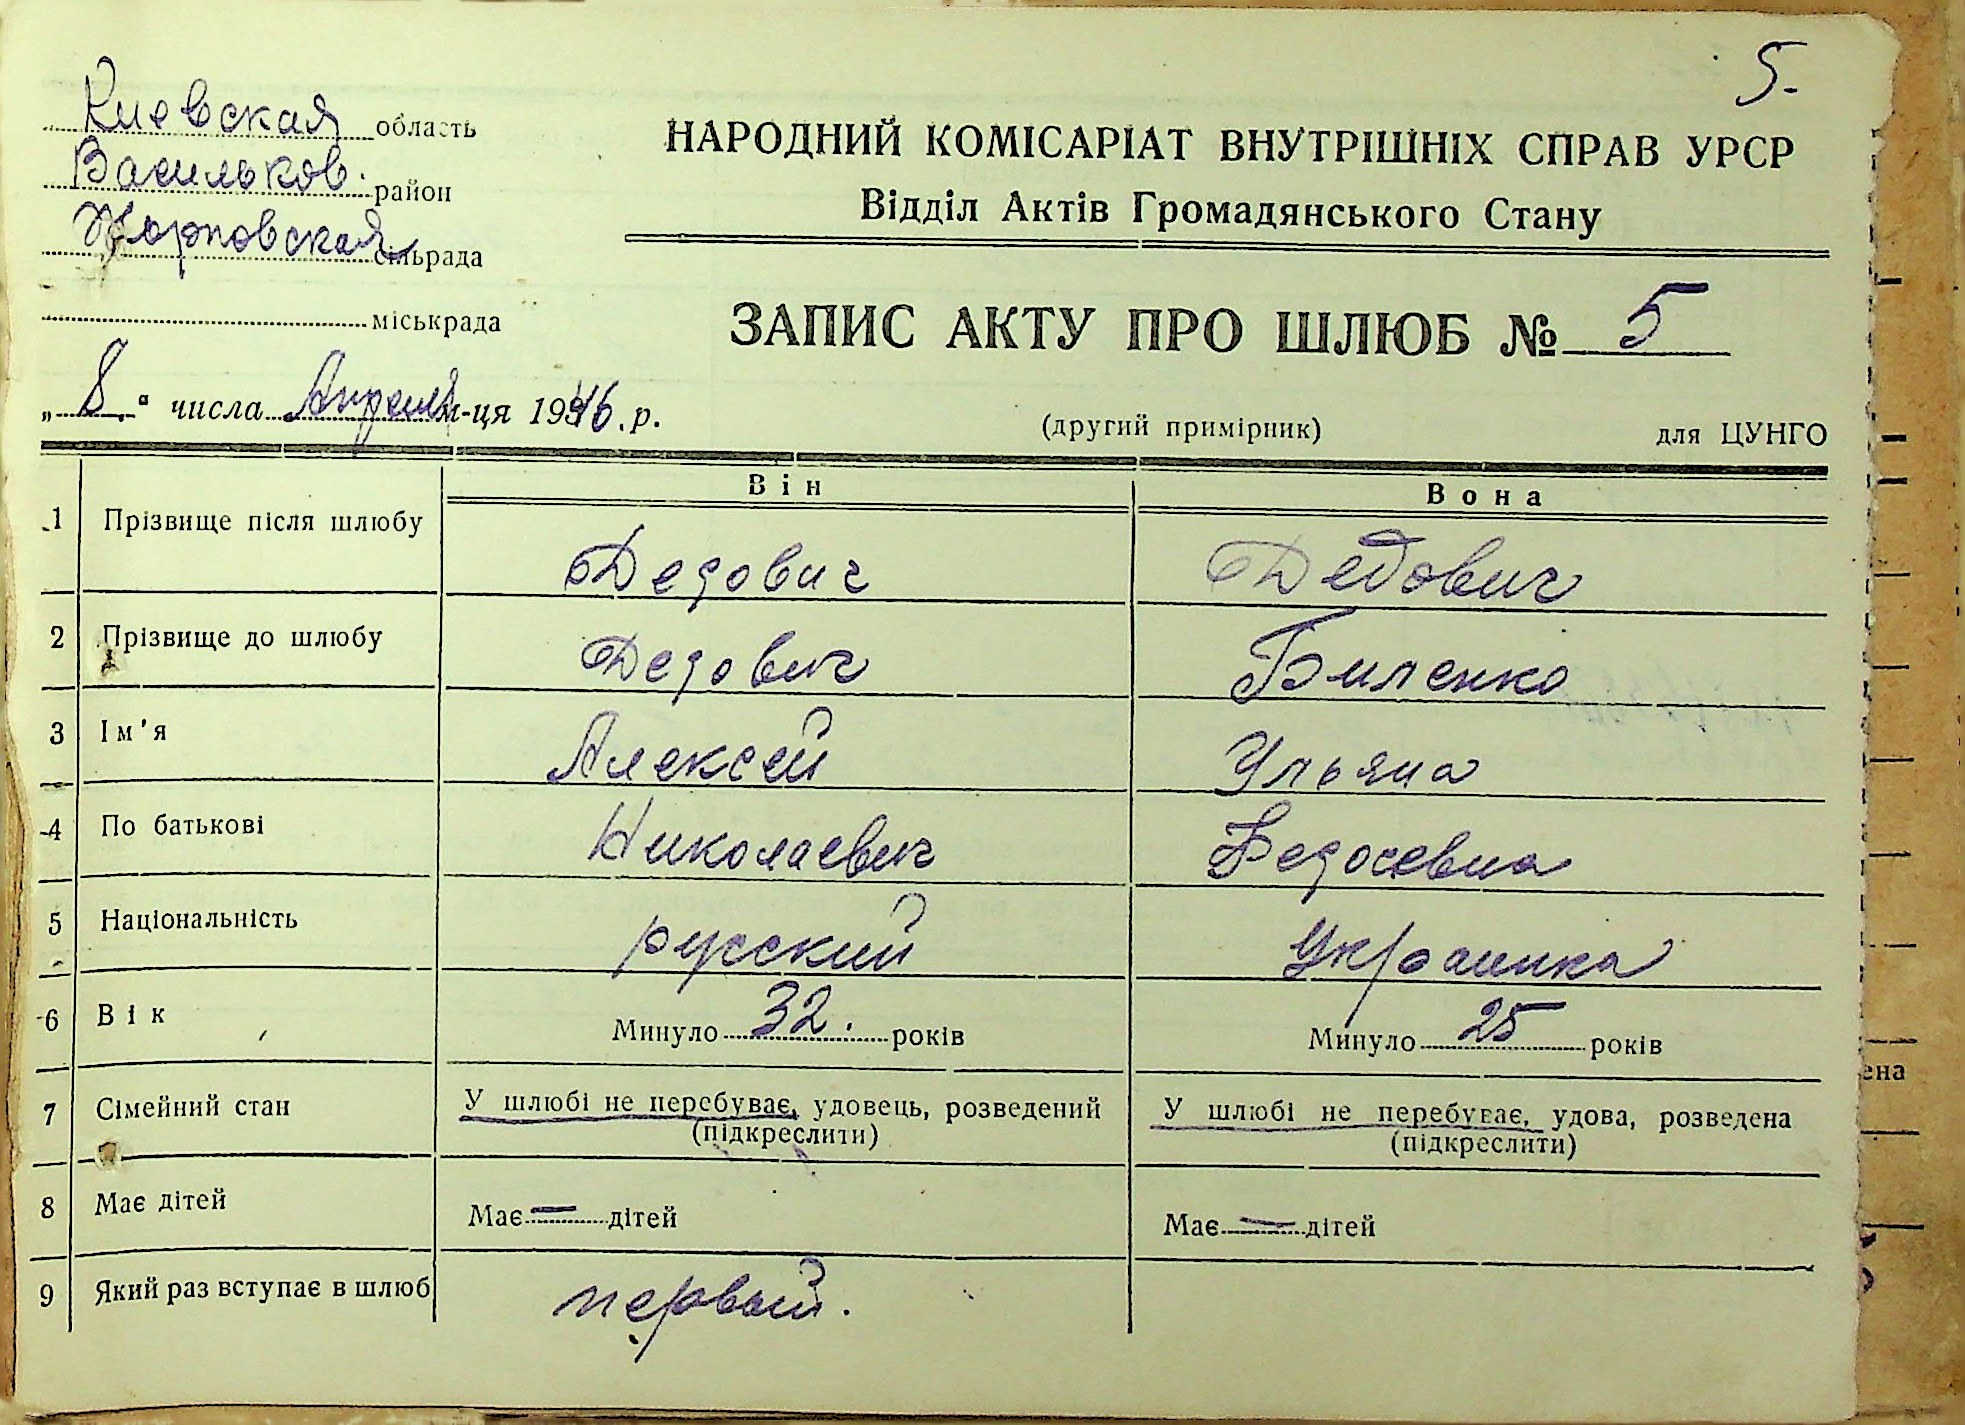 5.
Киевская область
Васильков. район
сільрада
міськрада
НАРОДНИЙ КОМІСАРІАТ ВНУТРІШНІХ СПРАВ УРСР
Відділ Актів Громадянського Стану
ЗАПИС АКТУ ПРО ШЛЮБ № 5
„8." числа Апреля м-ця 1946. р.
(другий примірник) для ЦУНГО
Він Вона
1 Прізвище після шлюбу Дедович Дедович
2 Прізвище до шлюбу Дедович Биленко
3 Ім'я Алексей Ульяна
4 По батькові Николаевич Федосевна
5 Національність русский Украинка
6 Вік Минуло 32. років Минуло 25 років
7 Сімейний стан У шлюбі не перебуває, удовець, розведений У шлюбі не перебуває, удова, розведена
(підкреслити) (підкреслити)
8 Має дітей Має — дітей Має — дітей
9 Який раз вступає в шлюб первый.
ена